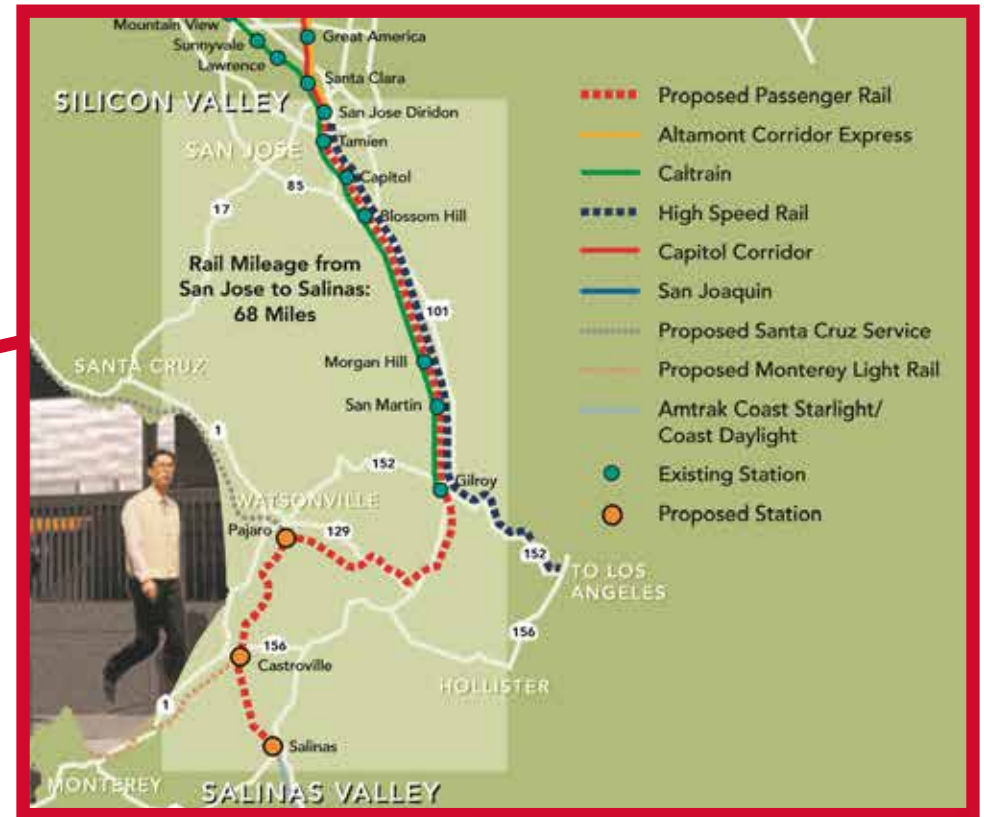 Mountain View
Sunnyvale
Lawrence
Great America
Santa Clara
SILICON VALLEY
San Jose Diridon
SAN JOSE
Tamien
Capitol
85
17
Blossom Hill
Rail Mileage from
San Jose to Salinas:
68 Miles
101
Morgan Hill
SANTA CRUZ
San Martin
1
152
Gilroy
WATSONVILLE
Pajaro
129
152
TO LOS
ANGELES
156
156
Castroville
HOLLISTER
1
Salinas
MONTEREY
SALINAS VALLEY
Proposed Passenger Rail
Altamont Corridor Express
Caltrain
High Speed Rail
Capitol Corridor
San Joaquin
Proposed Santa Cruz Service
Proposed Monterey Light Rail
Amtrak Coast Starlight/
Coast Daylight
Existing Station
Proposed Station